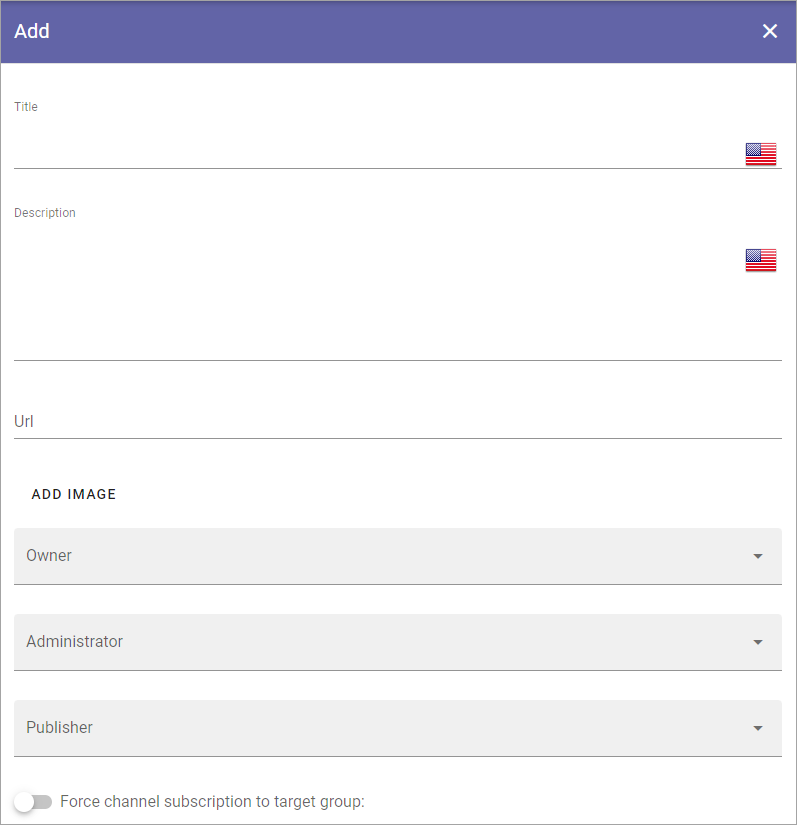 Add
Title
Description
Url
ADD IMAGE
Owner
Administrator
Publisher
Force channel subscription to target group: